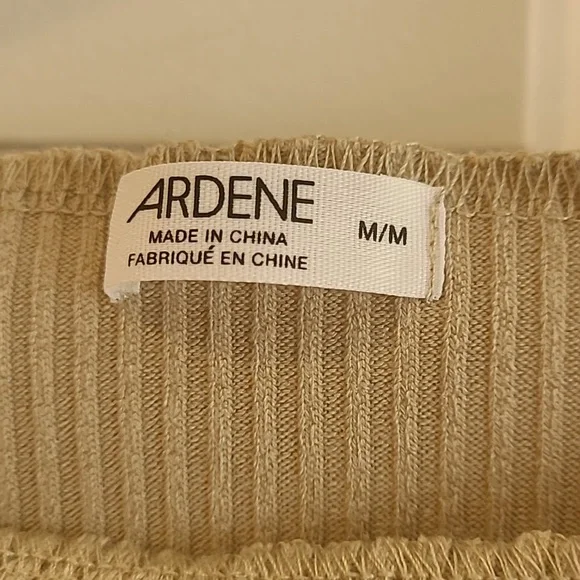 ARDENE
MADE IN CHINA
FABRIQUÉ EN CHINE
M/M